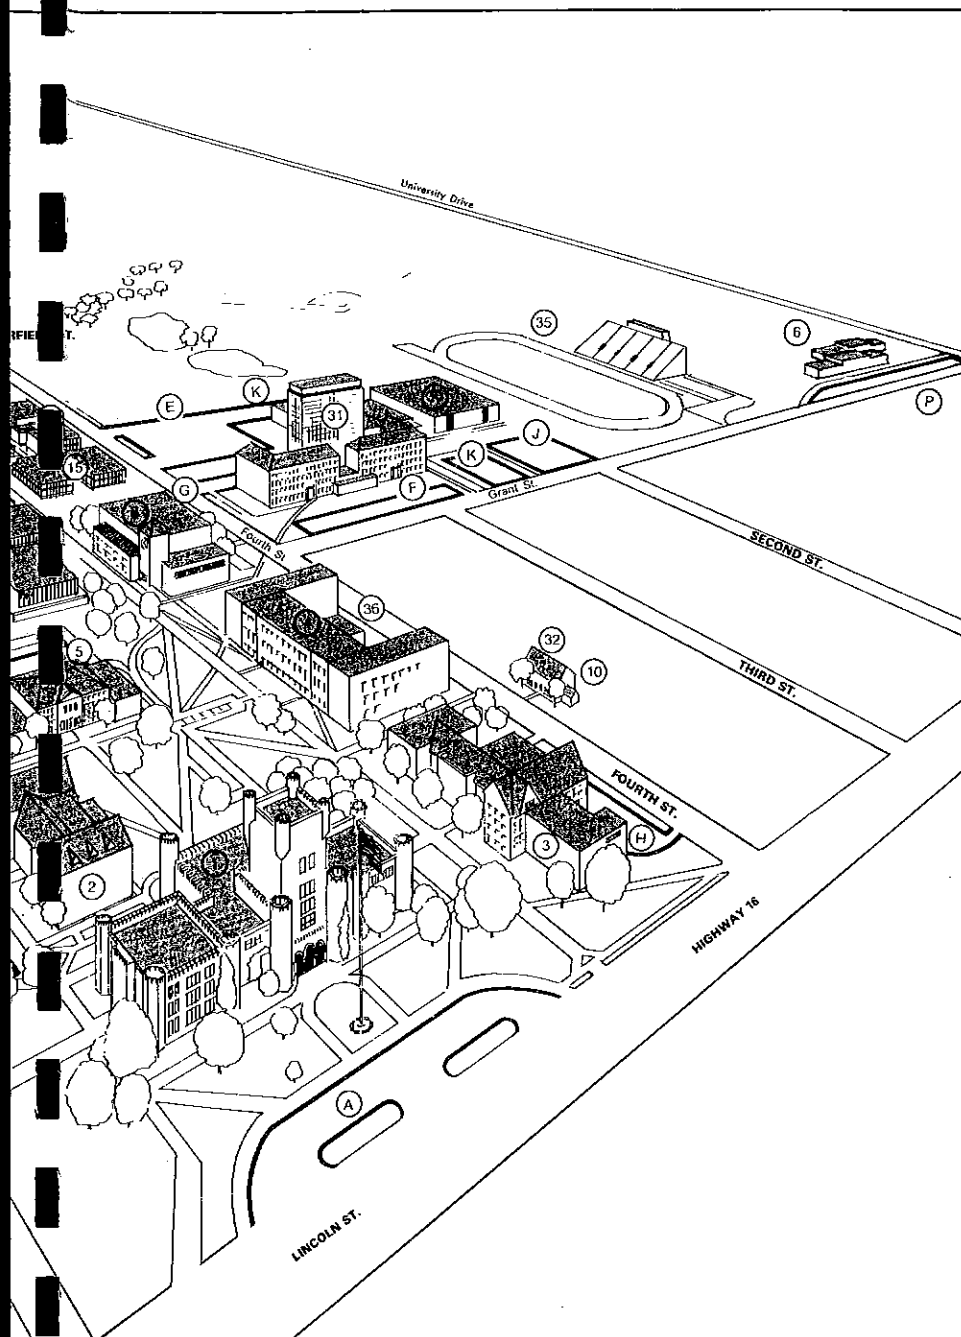 University Drive
35
6
RFIE
T.
E
K
31
P
J
K
15
G
F
Grant St.
Fourth St.
SECOND ST.
36
5
32
10
THIRD ST.
FOURTH ST.
H
3
1
2
HIGHWAY 16
A
LINCOLN ST.